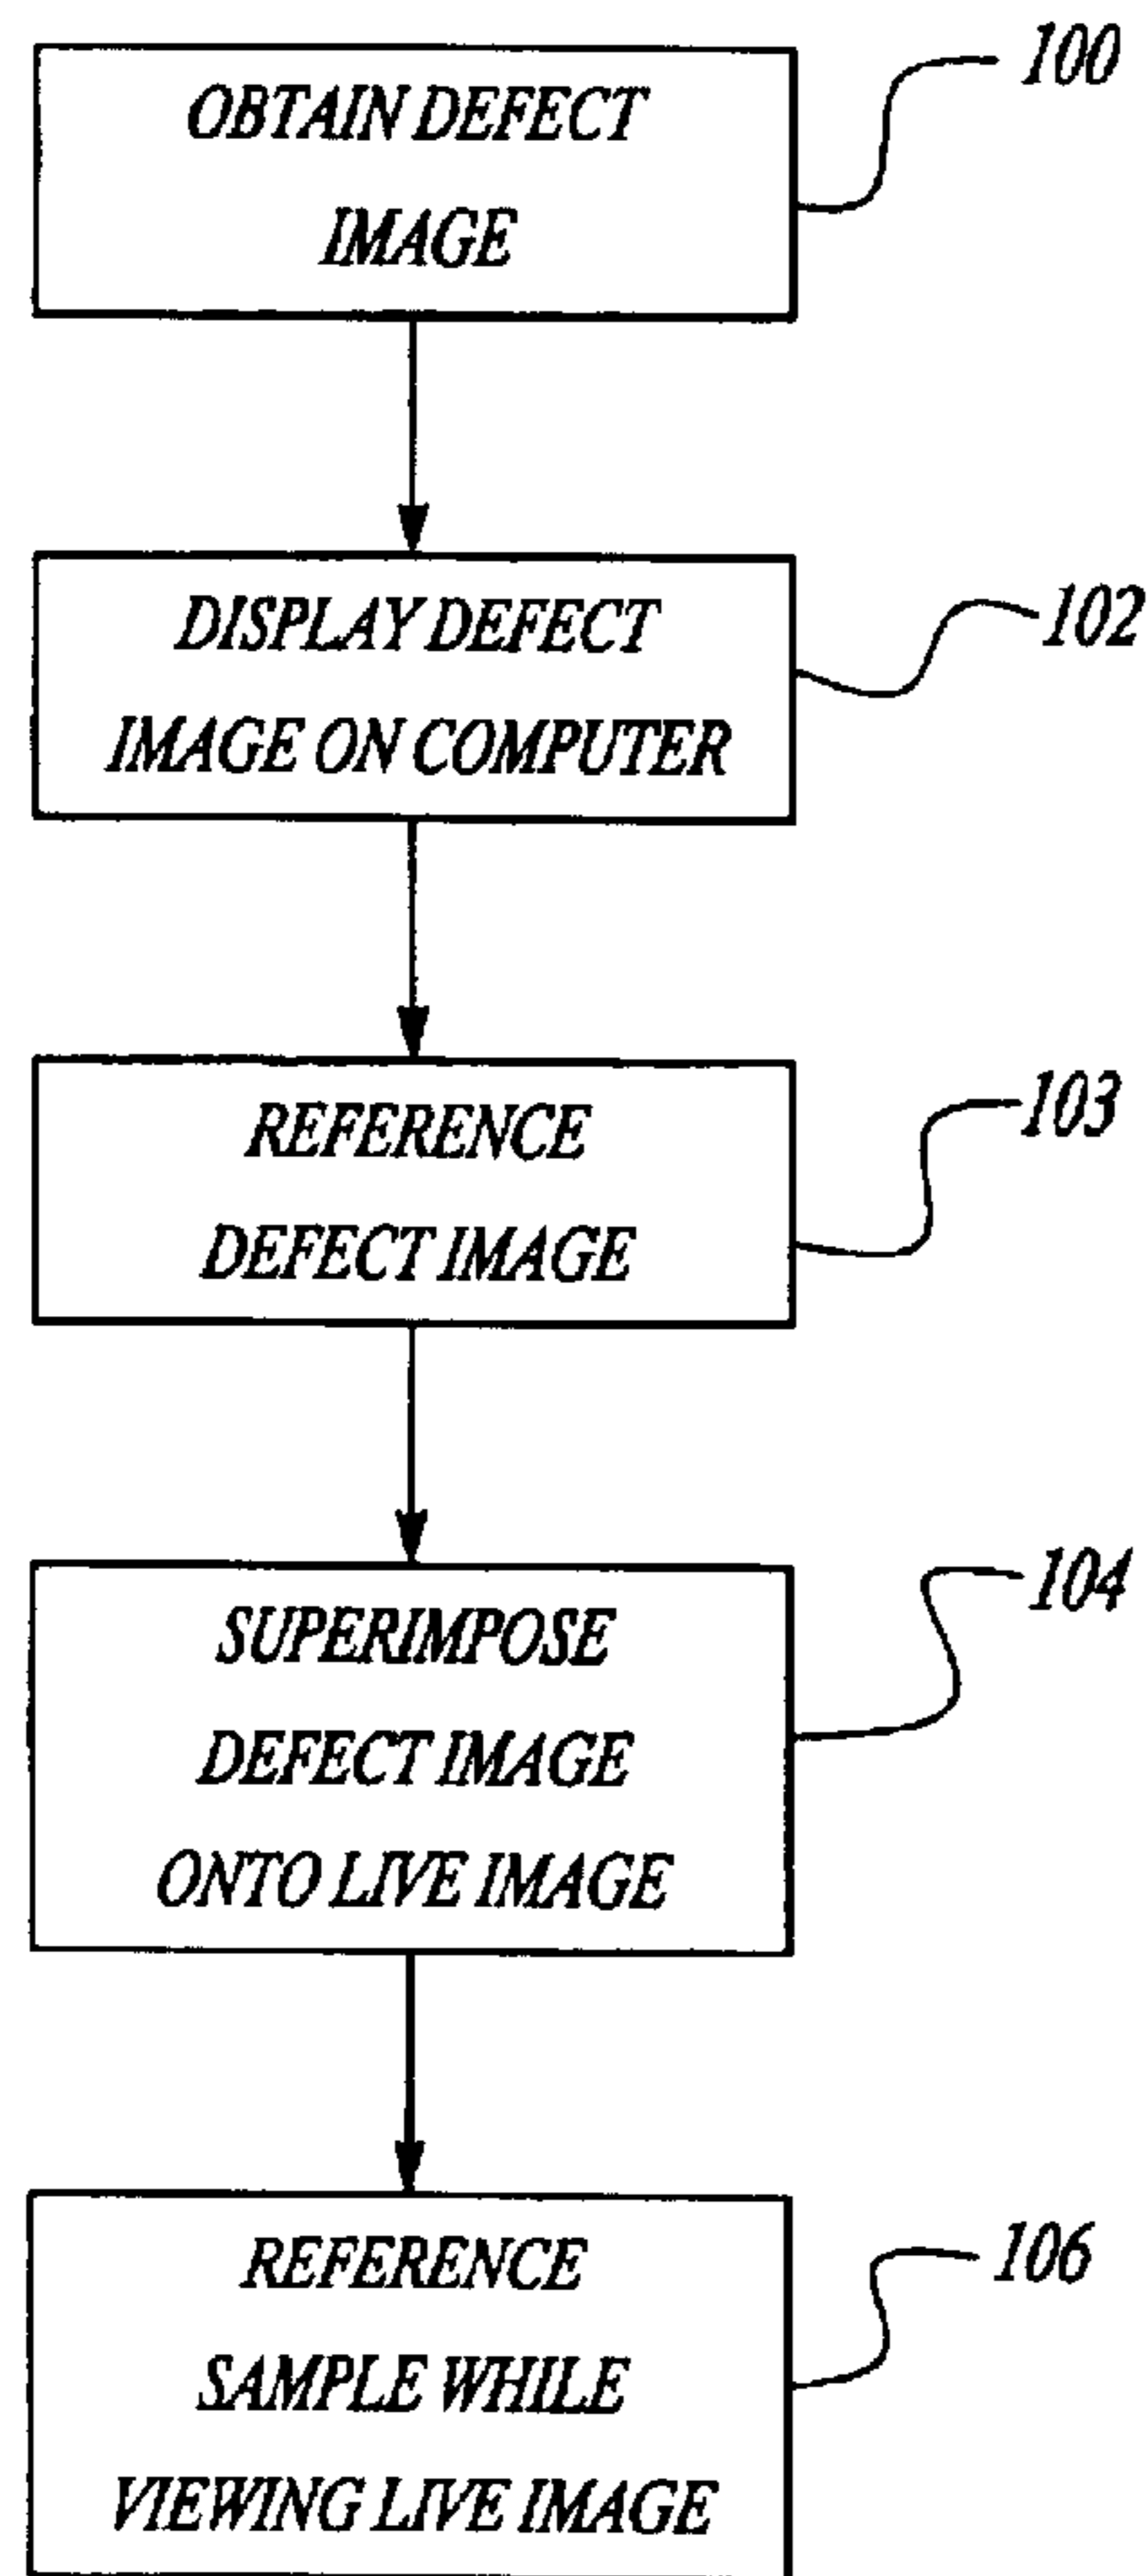 100
OBTAIN DEFECT
IMAGE
102
DISPLAY DEFECT
IMAGE ON COMPUTER
103
REFERENCE
DEFECT IMAGE
104
SUPERIMPOSE
DEFECT IMAGE
ONTO LIVE IMAGE
106
REFERENCE
SAMPLE WHILE
VIEWING LIVE IMAGE